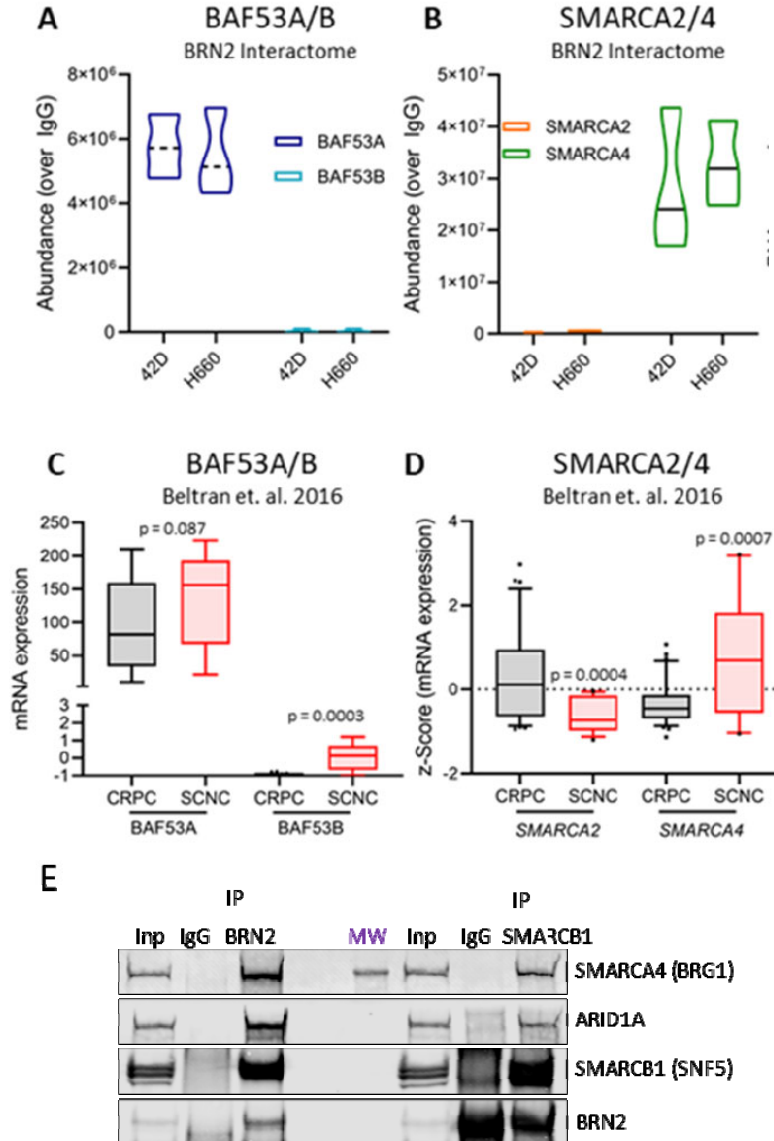 A
BAF53A/B
BRN2 Interactome
Abundance (over IgG)
8×10⁶
6×10⁶
4×10⁶
2×10⁶
0
BAF53A
BAF53B
42D
H660
42D
H660
B
SMARCA2/4
BRN2 Interactome
Abundance (over IgG)
5×10⁷
4×10⁷
3×10⁷
2×10⁷
1×10⁷
0
SMARCA2
SMARCA4
42D
H660
42D
H660
C
BAF53A/B
Beltran et. al. 2016
mRNA expression
250
200
150
100
50
3
2
1
0
-1
p = 0.087
p = 0.0003
CRPC SCNC CRPC SCNC
BAF53A BAF53B
D
SMARCA2/4
Beltran et. al. 2016
z-Score (mRNA expression)
4
2
0
-2
p = 0.0004
p = 0.0007
CRPC SCNC CRPC SCNC
SMARCA2 SMARCA4
E
IP IP
Inp IgG BRN2 MW Inp IgG SMARCB1
SMARCA4 (BRG1)
ARID1A
SMARCB1 (SNF5)
BRN2